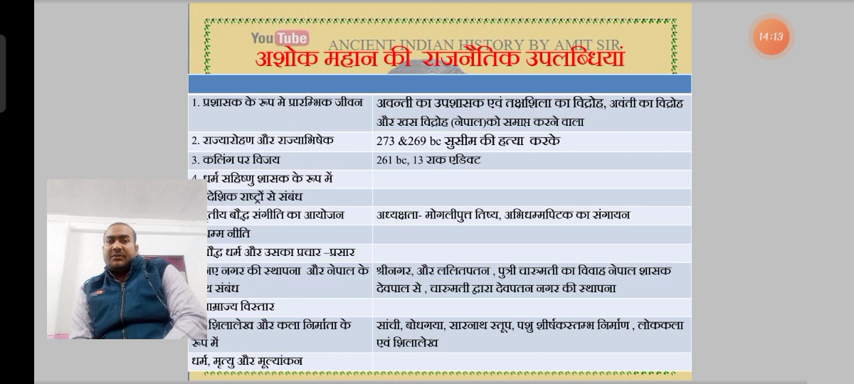 14:13
YouTube
ANCIENT INDIAN HISTORY BY AMIT SIR
अशोक महान की राजनैतिक उपलब्धियां
1. प्रशासक के रूप मे प्रारम्भिक जीवन
अवन्ती का उपशासक एवं तक्षशिला का विद्रोह, अवंती का विद्रोह
और खस विद्रोह (नेपाल)को समाप्त करने वाला
2. राज्यारोहण और राज्याभिषेक
273 &269 bc सुसीम की हत्या करके
3. कलिंग पर विजय
261 bc, 13 राक एडिक्ट
धर्म सहिष्णु शासक के रूप में
देशिक राष्ट्रों से संबंध
तीय बौद्ध संगीति का आयोजन
अध्यक्षता- मोगलीपुत्त तिष्य, अभिधम्मपिटक का संगायन
म्म नीति
बौद्ध धर्म और उसका प्रचार –प्रसार
नए नगर की स्थापना और नेपाल के
श्रीनगर, और ललितपतन , पुत्री चारुमती का विवाह नेपाल शासक
संबंध
देवपाल से , चारुमती द्वारा देवपतन नगर की स्थापना
म्राज्य विस्तार
शिलालेख और कला निर्माता के
सांची, बोधगया, सारनाथ स्तूप, पशु शीर्षकस्तम्भ निर्माण , लोककला
रूप में
एवं शिलालेख
धर्म, मृत्यु और मूल्यांकन